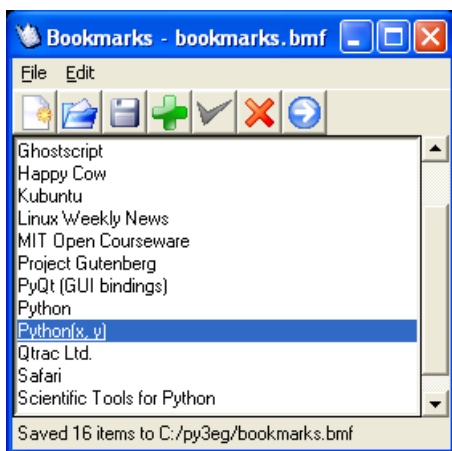 Bookmarks - bookmarks.bmf
File Edit
Ghostscript
Happy Cow
Kubuntu
Linux Weekly News
MIT Open Courseware
Project Gutenberg
PyQt (GUI bindings)
Python
Python(x, y)
Qtrac Ltd.
Safari
Scientific Tools for Python
Saved 16 items to C:/py3eg/bookmarks.bmf